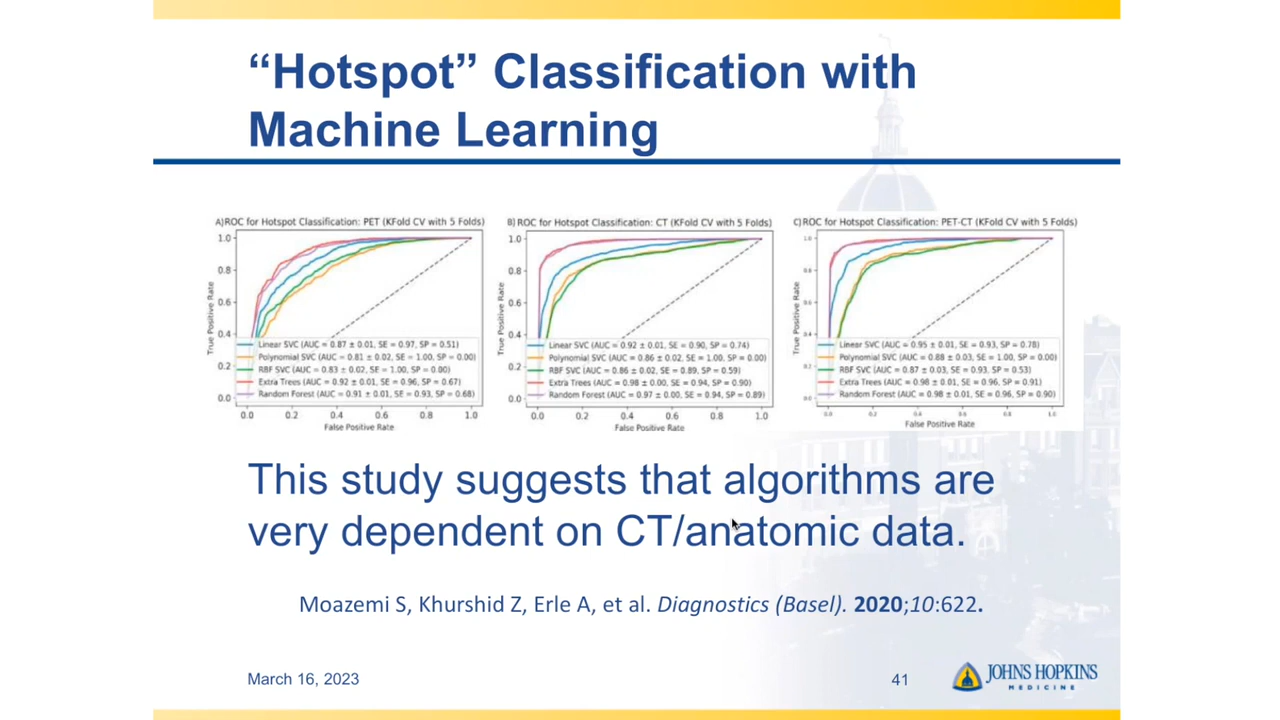 “Hotspot” Classification with
Machine Learning
A)ROC for Hotspot Classification: PET (KFold CV with 5 Folds)
True Positive Rate
1.0
0.8
0.6
0.4
0.2
0.0
Linear SVC (AUC = 0.87 ± 0.01, SE = 0.97, SP = 0.51)
Polynomial SVC (AUC = 0.81 ± 0.02, SE = 1.00, SP = 0.00)
RBF SVC (AUC = 0.83 ± 0.02, SE = 1.00, SP = 0.00)
Extra Trees (AUC = 0.92 ± 0.01, SE = 0.96, SP = 0.67)
Random Forest (AUC = 0.91 ± 0.01, SE = 0.93, SP = 0.68)
0.0 0.2 0.4 0.6 0.8 1.0
False Positive Rate
B) ROC for Hotspot Classification: CT (KFold CV with 5 Folds)
True Positive Rate
1.0
0.8
0.6
0.4
0.2
0.0
Linear SVC (AUC = 0.92 ± 0.01, SE = 0.90, SP = 0.74)
Polynomial SVC (AUC = 0.86 ± 0.02, SE = 1.00, SP = 0.00)
RBF SVC (AUC = 0.86 ± 0.02, SE = 0.89, SP = 0.59)
Extra Trees (AUC = 0.98 ± 0.00, SE = 0.94, SP = 0.90)
Random Forest (AUC = 0.97 ± 0.00, SE = 0.94, SP = 0.89)
0.0 0.2 0.4 0.6 0.8 1.0
False Positive Rate
C) ROC for Hotspot Classification: PET-CT (KFold CV with 5 Folds)
True Positive Rate
1.0
0.8
0.6
0.4
0.2
0.0
Linear SVC (AUC = 0.95 ± 0.01, SE = 0.93, SP = 0.78)
Polynomial SVC (AUC = 0.88 ± 0.03, SE = 1.00, SP = 0.00)
RBF SVC (AUC = 0.87 ± 0.03, SE = 0.93, SP = 0.53)
Extra Trees (AUC = 0.98 ± 0.01, SE = 0.96, SP = 0.91)
Random Forest (AUC = 0.98 ± 0.01, SE = 0.96, SP = 0.90)
0.0 0.2 0.4 0.6 0.8 1.0
False Positive Rate
This study suggests that algorithms are
very dependent on CT/anatomic data.
Moazemi S, Khurshid Z, Erle A, et al. Diagnostics (Basel). 2020;10:622.
March 16, 2023
41
JOHNS HOPKINS
MEDICINE